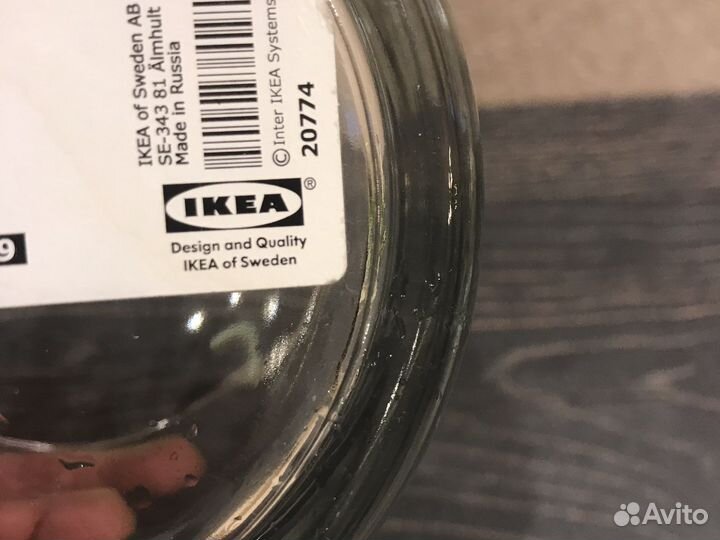 IKEA of Sweden AB
SE-343 81 Älmhult
Made in Russia
© Inter IKEA Systems
20774
IKEA®
Design and Quality
IKEA of Sweden
9
Avito